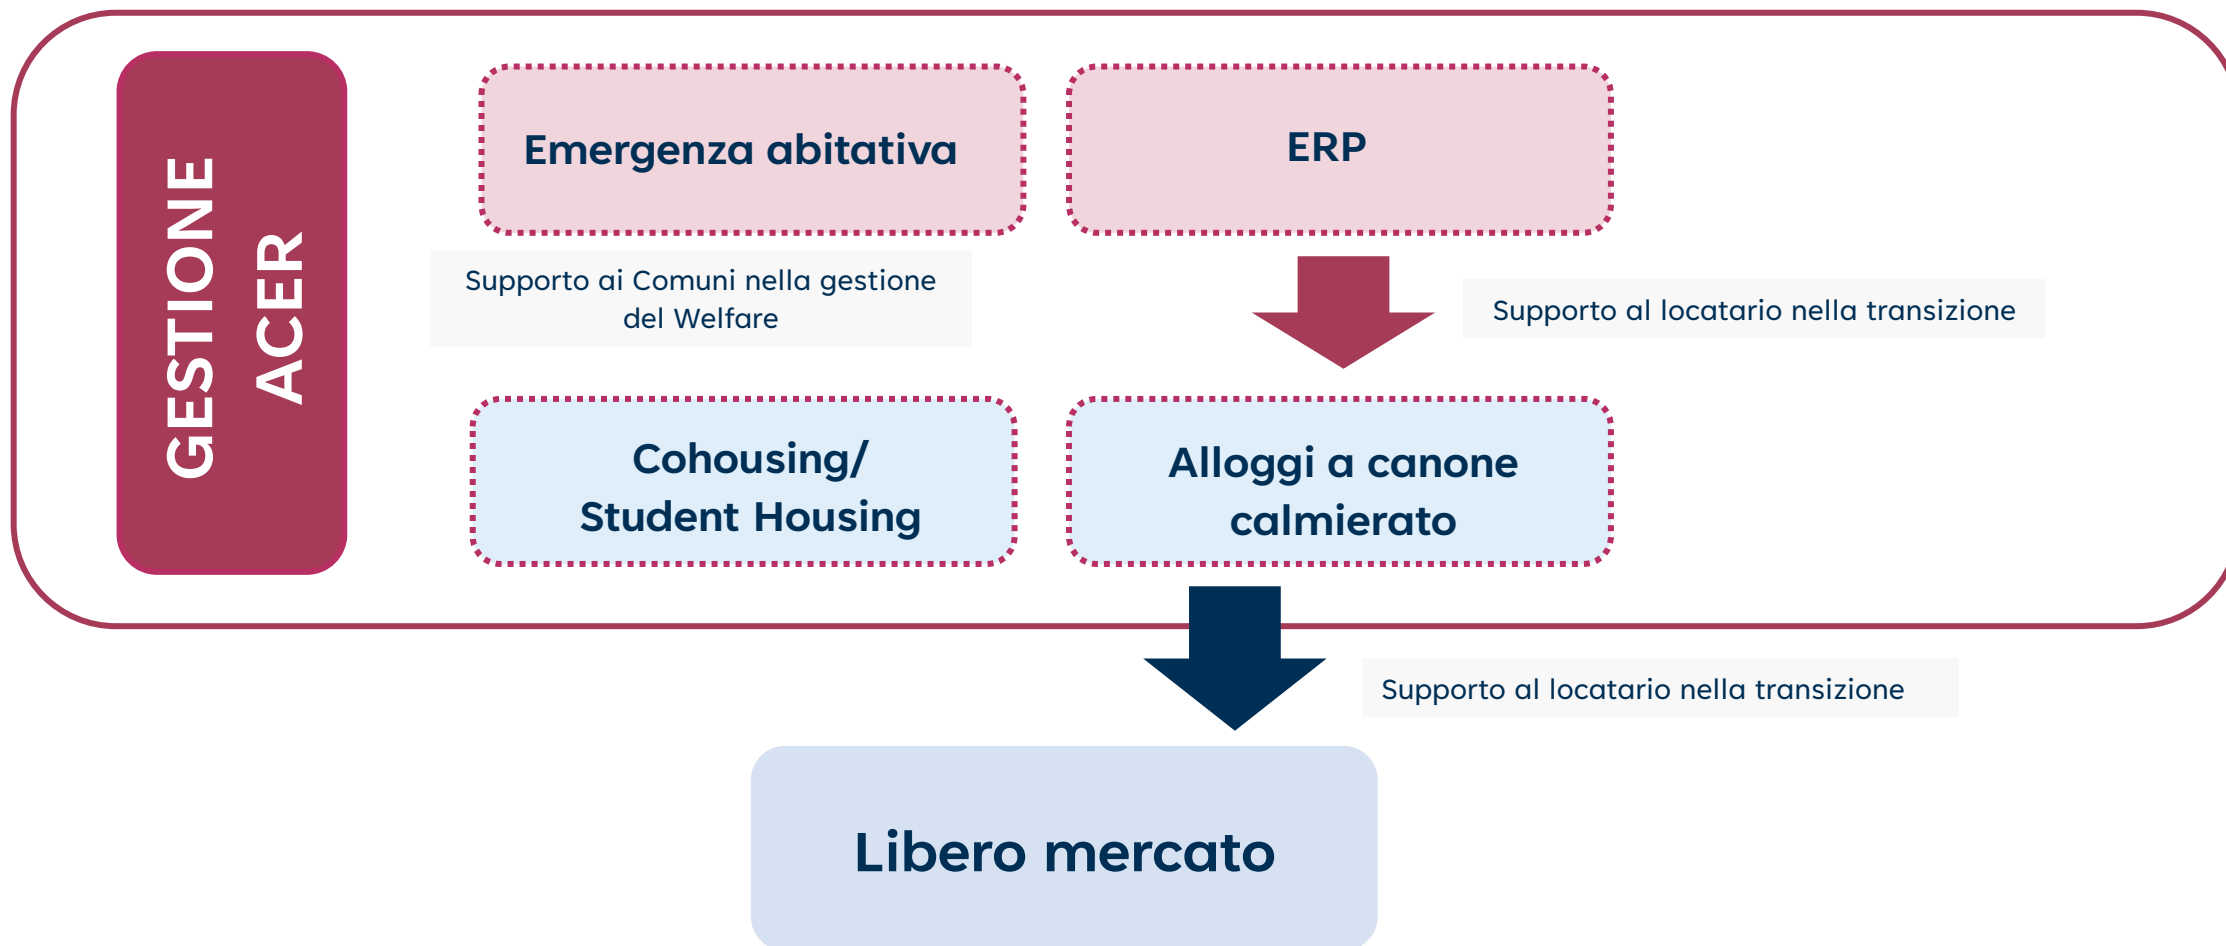 GESTIONE
ACER
Emergenza abitativa
ERP
Supporto ai Comuni nella gestione
del Welfare
Supporto al locatario nella transizione
Cohousing/
Student Housing
Alloggi a canone
calmierato
Supporto al locatario nella transizione
Libero mercato